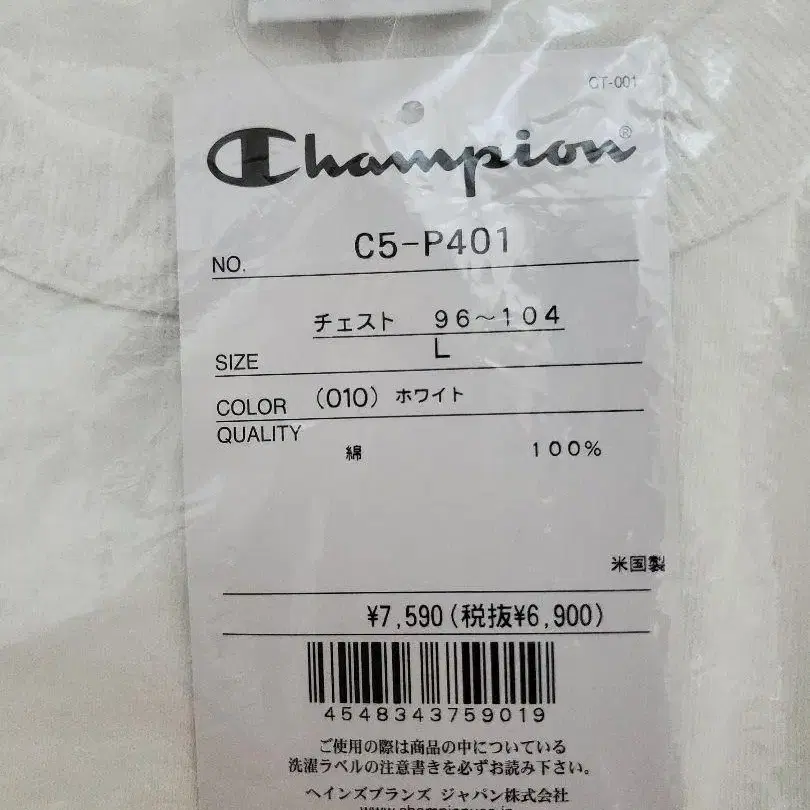 CT-001
Champion®
NO. C5-P401
チェスト 96〜104
SIZE L
COLOR (010) ホワイト
QUALITY
綿 100%
米国製
¥7,590(税抜¥6,900)
4548343759019
ご使用の際は商品の中についている
洗濯ラベルの注意書きを必ずお読み下さい。
ヘインズブランズ ジャパン株式会社